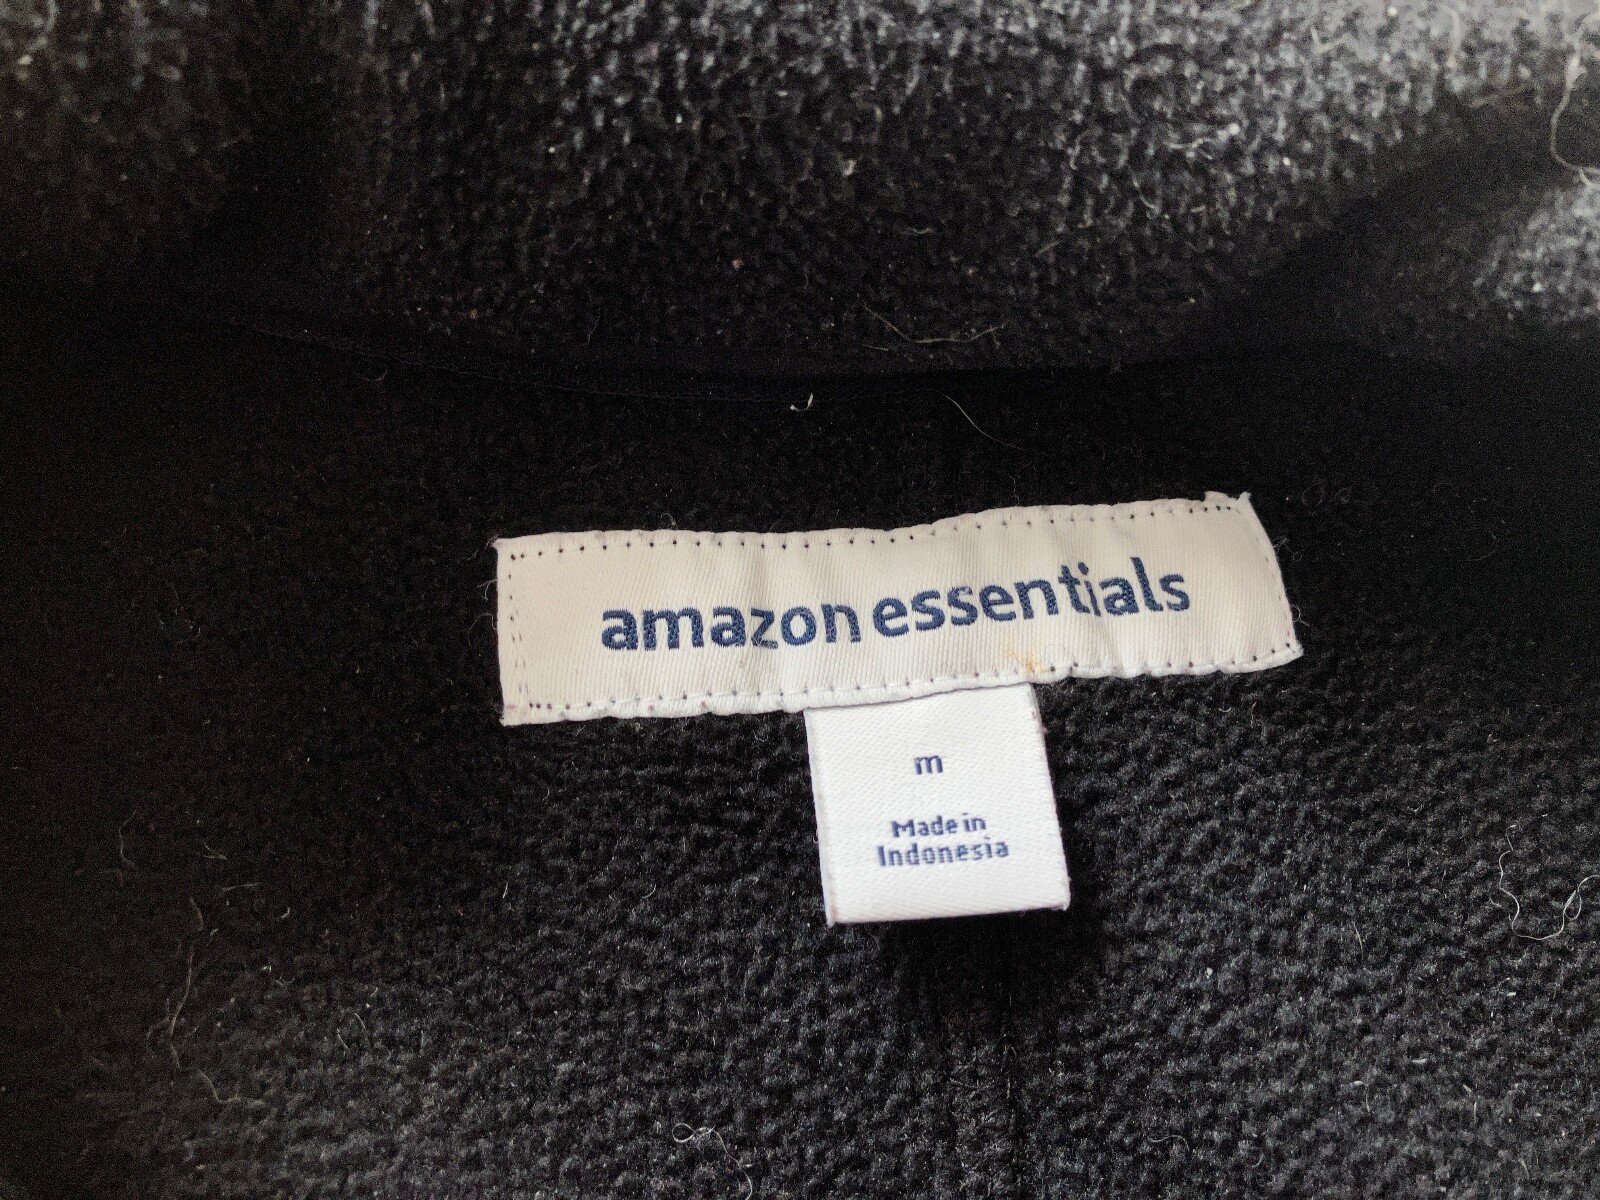 amazon essentials
m
Made in
Indonesia